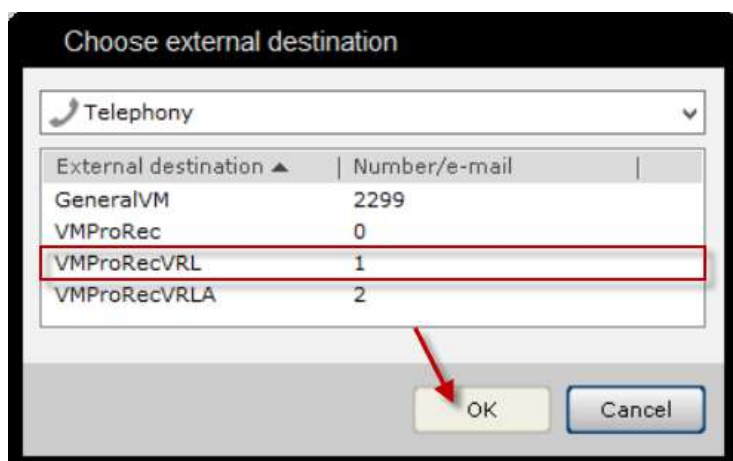 Choose external destination
Telephony
External destination | Number/e-mail |
GeneralVM 2299
VMProRec 0
VMProRecVRL 1
VMProRecVRLA 2
OK Cancel